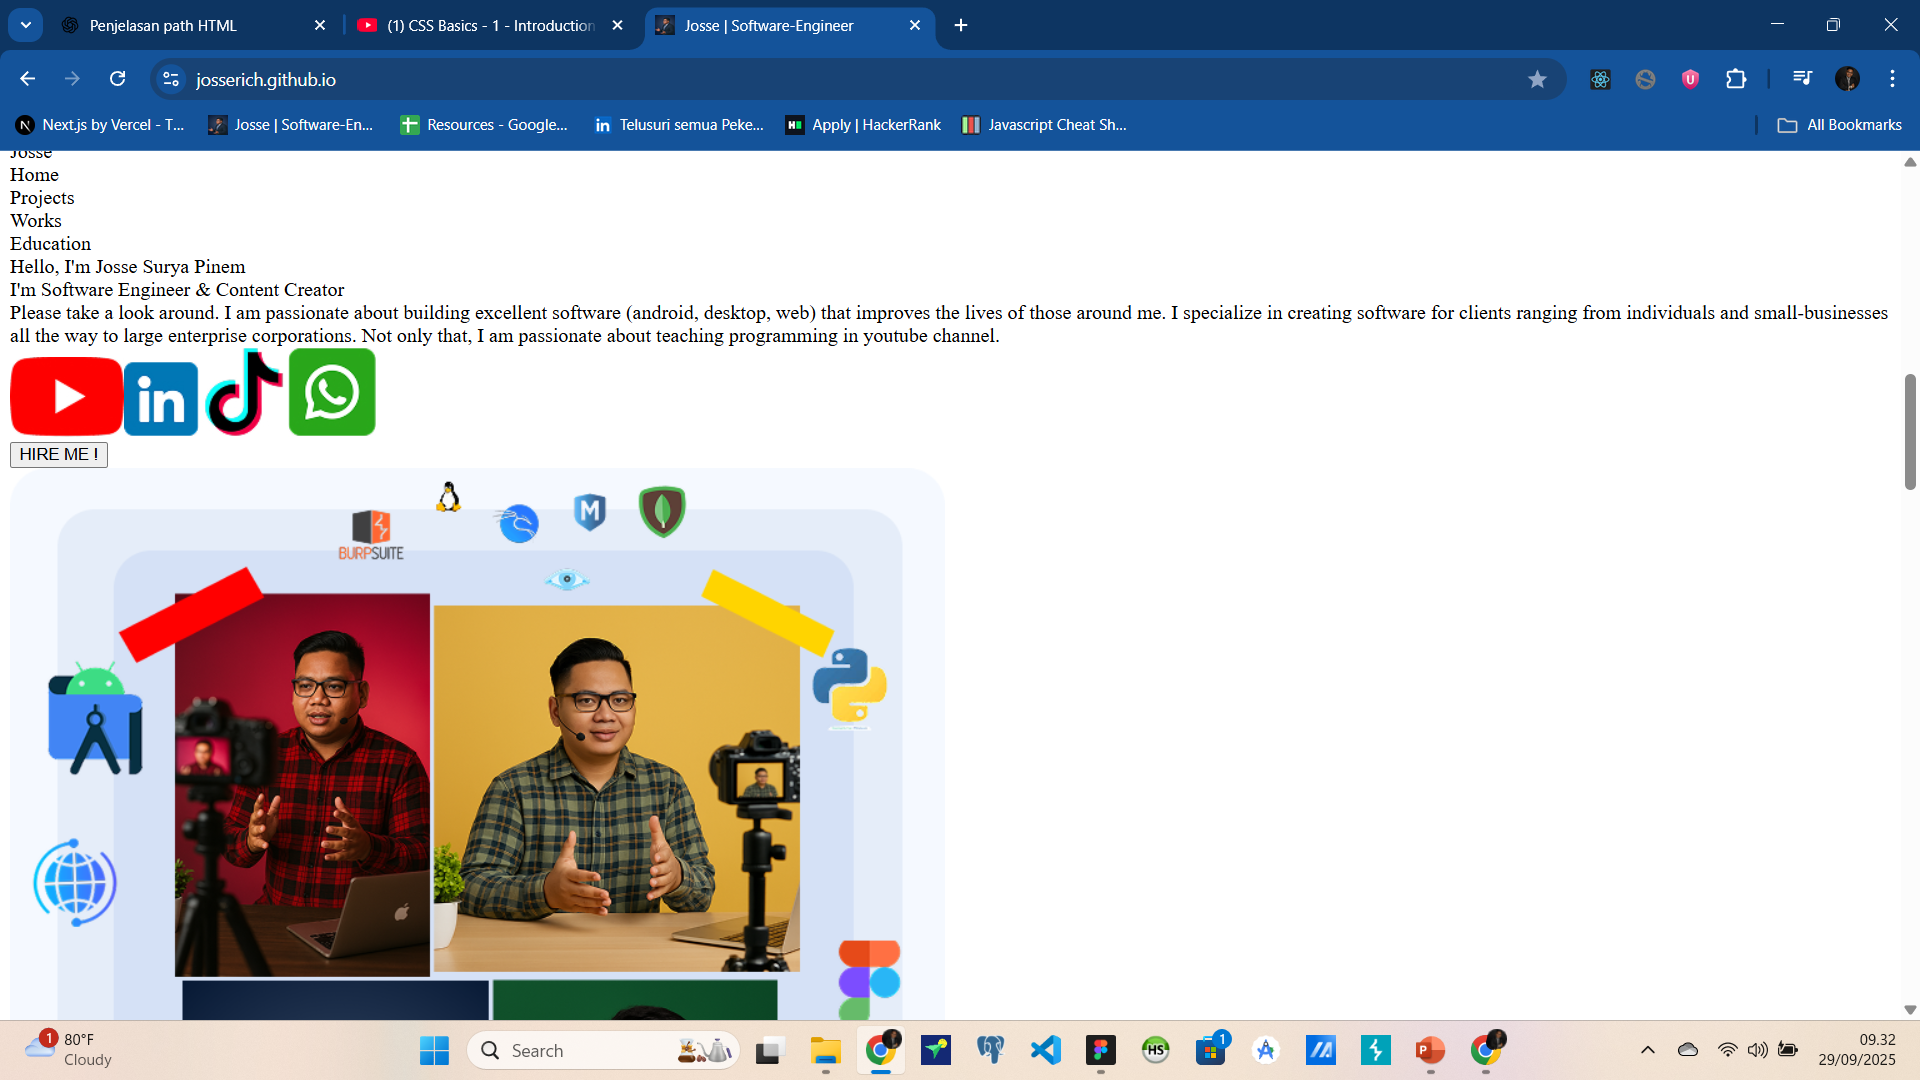 Penjelasan path HTML
(1) CSS Basics - 1 - Introduction
Josse | Software-Engineer
josserich.github.io
Next.js by Vercel - T...
Josse | Software-En...
Resources - Google...
Telusuri semua Peke...
Apply | HackerRank
Javascript Cheat Sh...
All Bookmarks
Josse
Home
Projects
Works
Education
Hello, I'm Josse Surya Pinem
I'm Software Engineer & Content Creator
Please take a look around. I am passionate about building excellent software (android, desktop, web) that improves the lives of those around me. I specialize in creating software for clients ranging from individuals and small-businesses
all the way to large enterprise corporations. Not only that, I am passionate about teaching programming in youtube channel.
in
HIRE ME !
M
BURPSUITE
1
80°F
Cloudy
Search
HS
1
P
09.32
29/09/2025